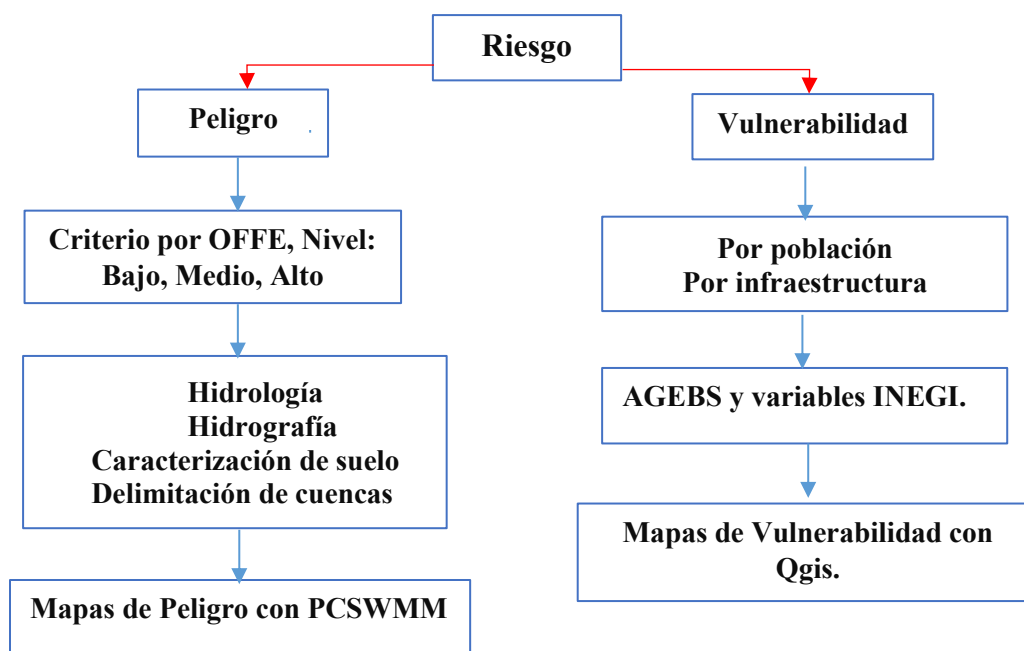 Riesgo
Peligro
Vulnerabilidad
Criterio por OFFE, Nivel:
Bajo, Medio, Alto
Por población
Por infraestructura
Hidrología
Hidrografía
Caracterización de suelo
Delimitación de cuencas
AGEBS y variables INEGI.
Mapas de Vulnerabilidad con
Qgis.
Mapas de Peligro con PCSWMM